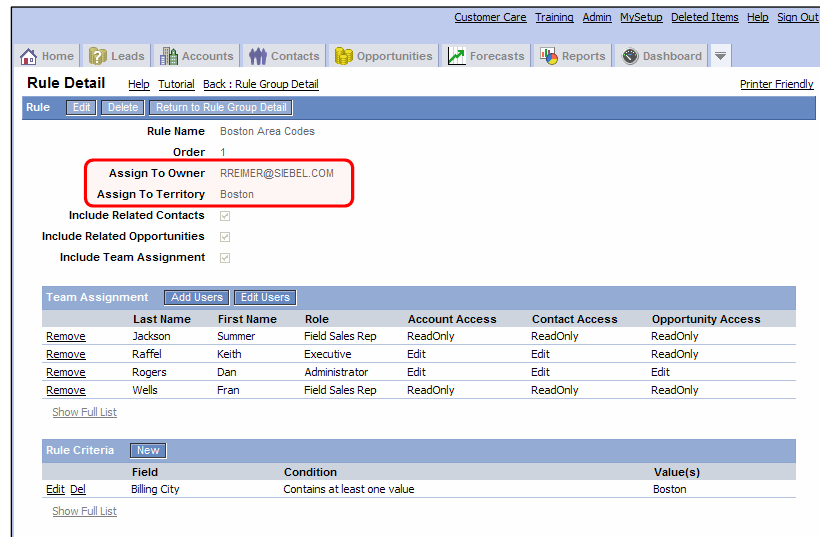 Customer Care Training Admin MySetup Deleted Items Help Sign Out
Home Leads Accounts Contacts Opportunities Forecasts Reports Dashboard
Rule Detail Help Tutorial Back : Rule Group Detail Printer Friendly
Rule Edit Delete Return to Rule Group Detail
Rule Name Boston Area Codes
Order 1
Assign To Owner RREIMER@SIEBEL.COM
Assign To Territory Boston
Include Related Contacts
Include Related Opportunities
Include Team Assignment
Team Assignment Add Users Edit Users
Last Name First Name Role Account Access Contact Access Opportunity Access
Remove Jackson Summer Field Sales Rep ReadOnly ReadOnly ReadOnly
Remove Raffel Keith Executive Edit Edit ReadOnly
Remove Rogers Dan Administrator Edit Edit Edit
Remove Wells Fran Field Sales Rep ReadOnly ReadOnly ReadOnly
Show Full List
Rule Criteria New
Field Condition Value(s)
Edit Del Billing City Contains at least one value Boston
Show Full List